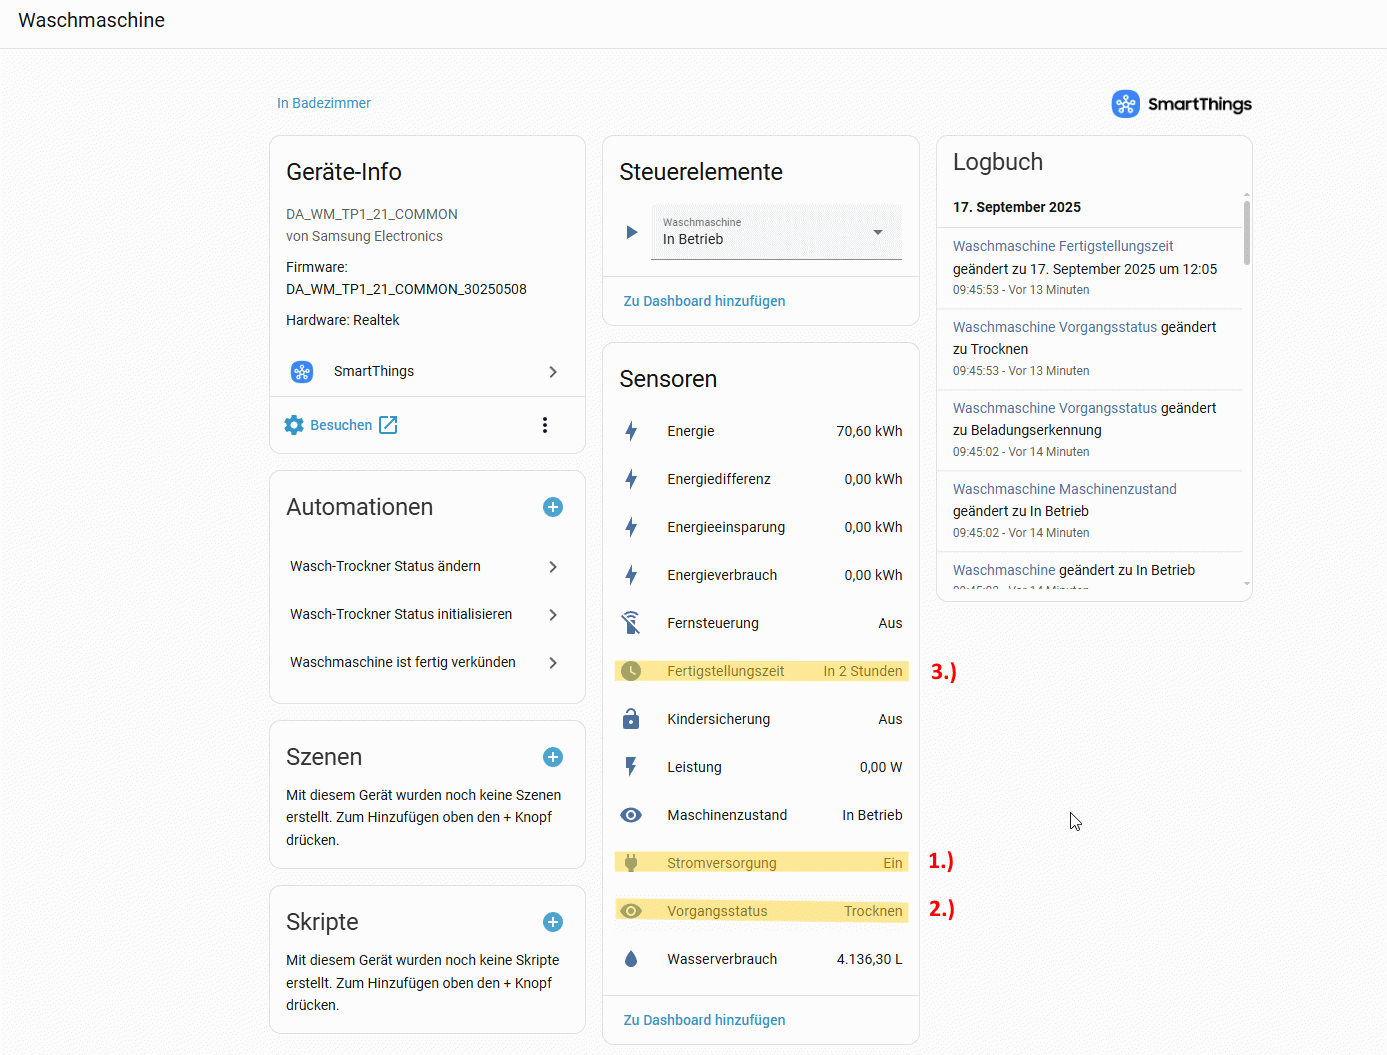 Waschmaschine
In Badezimmer
SmartThings
Geräte-Info
DA_WM_TP1_21_COMMON
von Samsung Electronics
Firmware:
DA_WM_TP1_21_COMMON_30250508
Hardware: Realtek
SmartThings
Besuchen
Automationen
Wasch-Trockner Status ändern
Wasch-Trockner Status initialisieren
Waschmaschine ist fertig verkünden
Szenen
Mit diesem Gerät wurden noch keine Szenen
erstellt. Zum Hinzufügen oben den + Knopf
drücken.
Skripte
Mit diesem Gerät wurden noch keine Skripte
erstellt. Zum Hinzufügen oben den + Knopf
drücken.
Steuerelemente
Waschmaschine
In Betrieb
Zu Dashboard hinzufügen
Sensoren
Energie 70,60 kWh
Energiedifferenz 0,00 kWh
Energieeinsparung 0,00 kWh
Energieverbrauch 0,00 kWh
Fernsteuerung Aus
Fertigstellungszeit In 2 Stunden 3.)
Kindersicherung Aus
Leistung 0,00 W
Maschinenzustand In Betrieb
Stromversorgung Ein 1.)
Vorgangsstatus Trocknen 2.)
Wasserverbrauch 4.136,30 L
Zu Dashboard hinzufügen
Logbuch
17. September 2025
Waschmaschine Fertigstellungszeit
geändert zu 17. September 2025 um 12:05
09:45:53 - Vor 13 Minuten
Waschmaschine Vorgangsstatus geändert
zu Trocknen
09:45:53 - Vor 13 Minuten
Waschmaschine Vorgangsstatus geändert
zu Beladungserkennung
09:45:02 - Vor 14 Minuten
Waschmaschine Maschinenzustand
geändert zu In Betrieb
09:45:02 - Vor 14 Minuten
Waschmaschine geändert zu In Betrieb